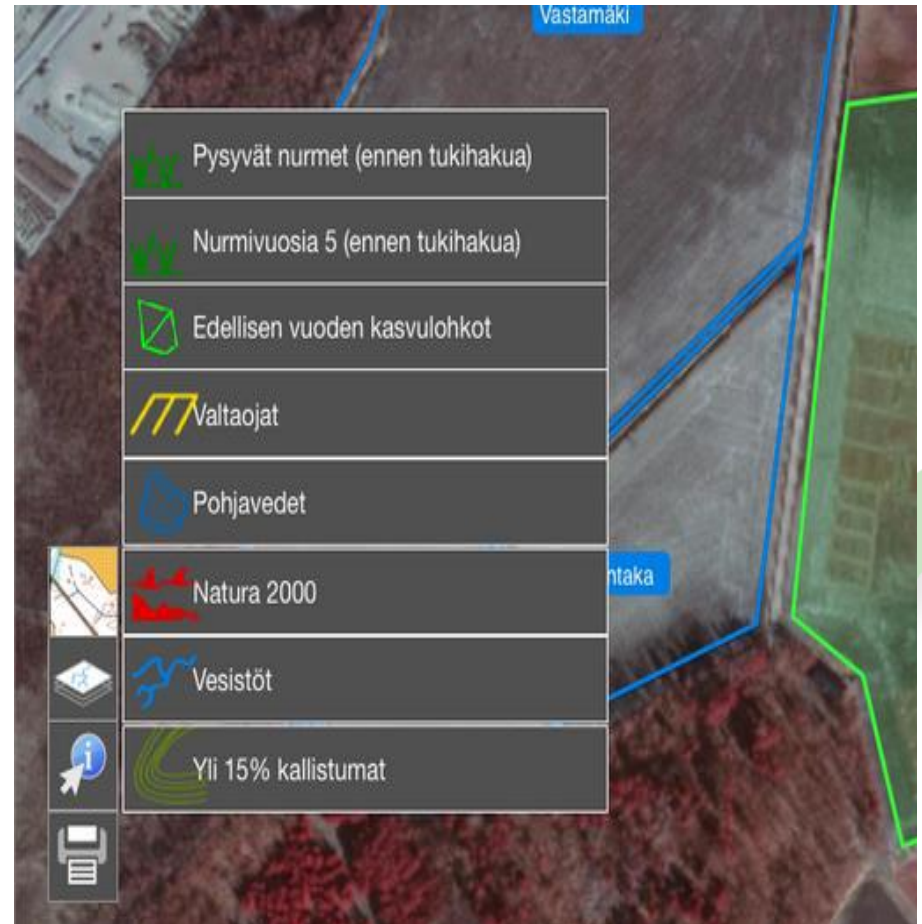 Vastamäki
Pysyvät nurmet (ennen tukihakua)
Nurmivuosia 5 (ennen tukihakua)
Edellisen vuoden kasvulohkot
Valtaojat
Pohjavedet
ntaka
Natura 2000
Vesistöt
Yli 15% kallistumat